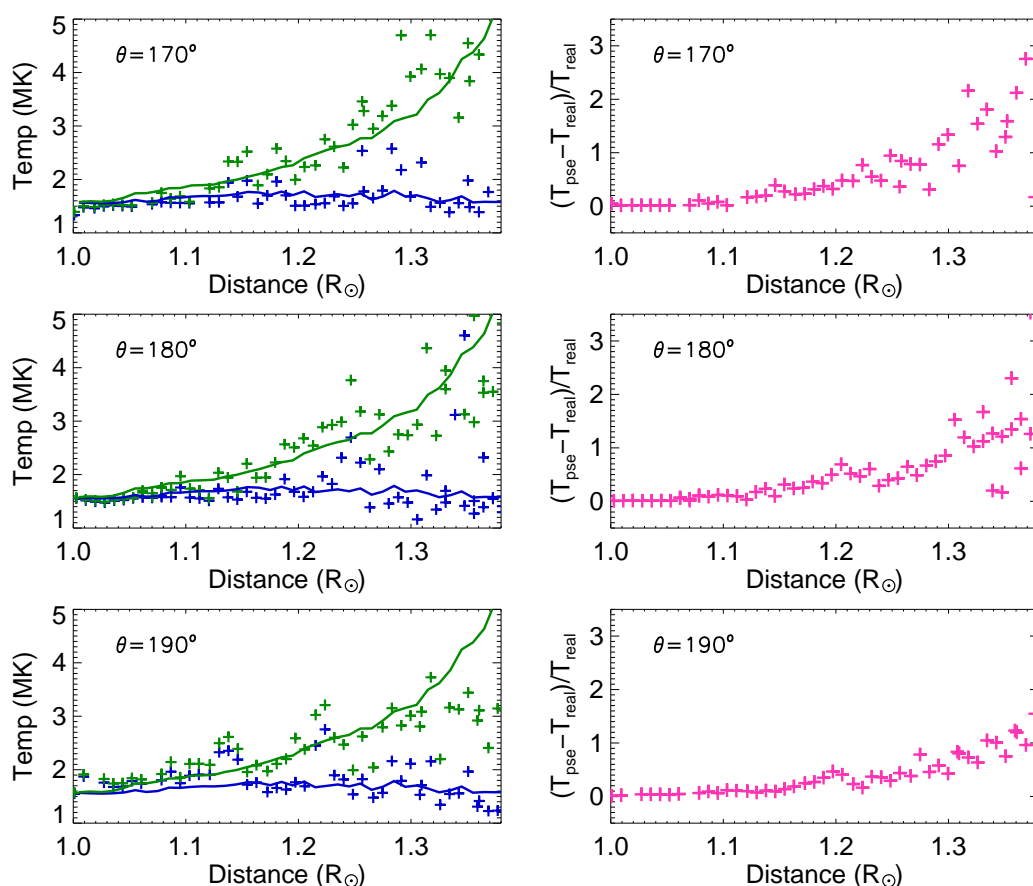 5
4
3
2
1
Temp (MK)
θ=170°
1.0 1.1 1.2 1.3
Distance (R☉)
3
2
1
0
(Tpse−Treal)/Treal
θ=170°
1.0 1.1 1.2 1.3
Distance (R☉)
5
4
3
2
1
Temp (MK)
θ=180°
1.0 1.1 1.2 1.3
Distance (R☉)
3
2
1
0
(Tpse−Treal)/Treal
θ=180°
1.0 1.1 1.2 1.3
Distance (R☉)
5
4
3
2
1
Temp (MK)
θ=190°
1.0 1.1 1.2 1.3
Distance (R☉)
3
2
1
0
(Tpse−Treal)/Treal
θ=190°
1.0 1.1 1.2 1.3
Distance (R☉)